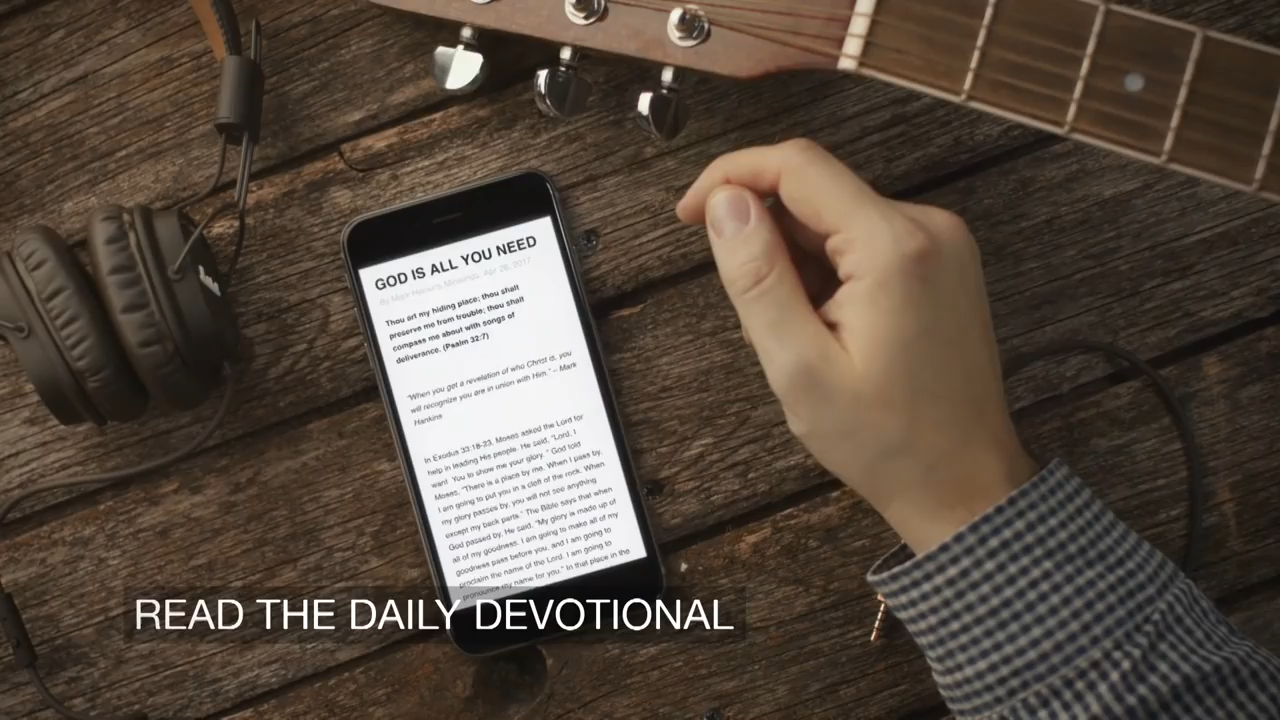 GOD IS ALL YOU NEED
By Mark Hankins Ministries, Apr 28, 2017
Thou art my hiding place; thou shalt
preserve me from trouble; thou shalt
compass me about with songs of
deliverance. (Psalm 32:7)
"When you get a revelation of who Christ is, you
will recognize you are in union with Him." – Mark
Hankins
In Exodus 33:18-23, Moses asked the Lord for
help in leading His people. He said, "Lord, I
want You to show me your glory." God told
Moses, "There is a place by me. When I pass by,
I am going to put you in a cleft of the rock. When
my glory passes by, you will not see anything
except my back parts." The Bible says that when
God passed by, He said, "My glory is made up of
all of my goodness. I am going to make all of my
goodness pass before you, and I am going to
proclaim the name of the Lord. I am going to
pronounce my name for you." In that place in the
READ THE DAILY DEVOTIONAL